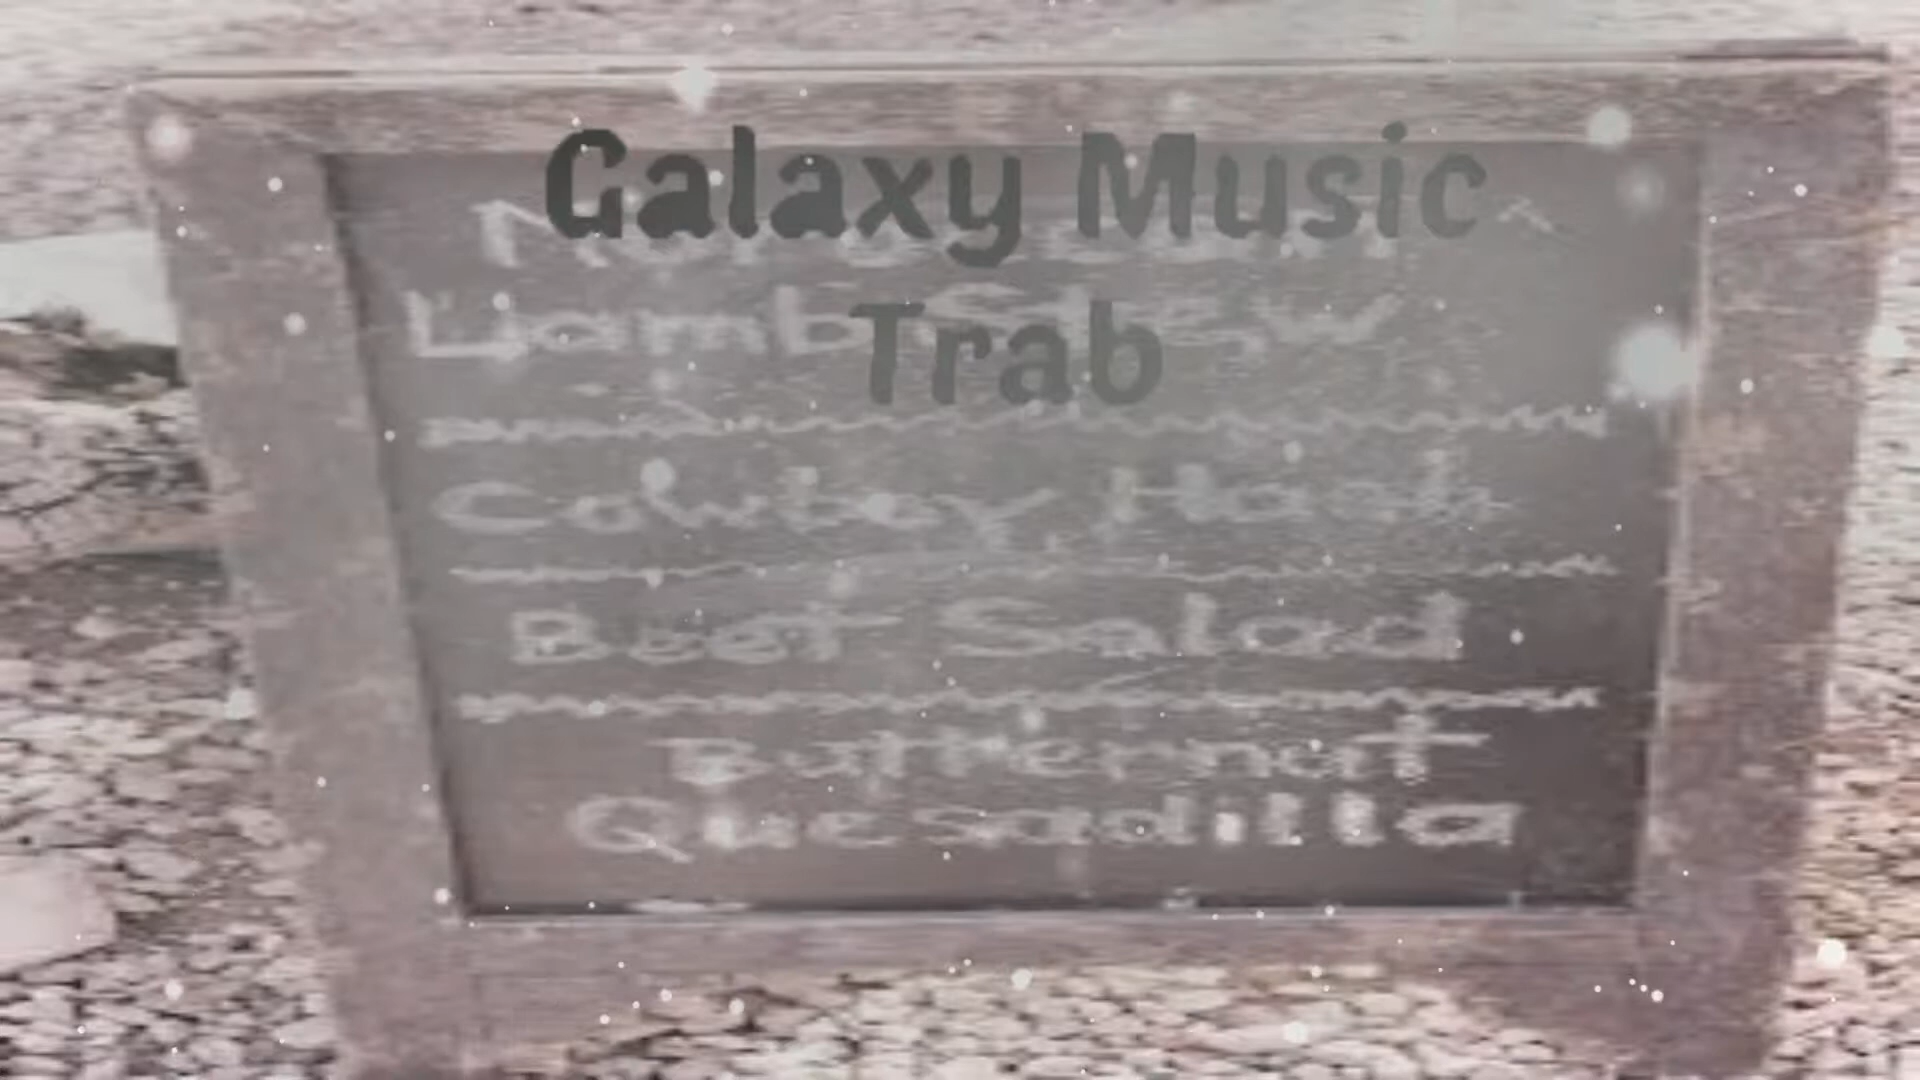 Galaxy Music
Trab
Lamb Stew
Cowboy Hash
Beet Salad
Butternut
Quesadilla